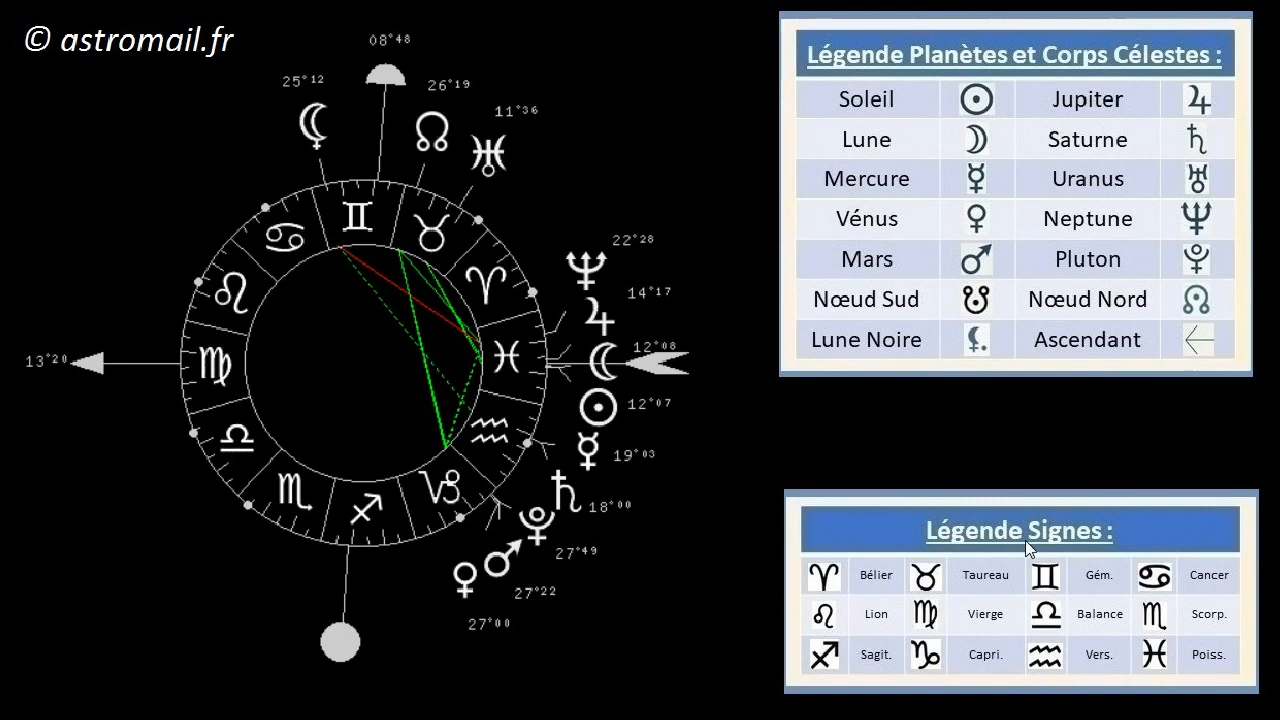 © astromail.fr
08°48
25°12
26°19
11°36
22°28
14°17
13°20
12°08
12°07
19°03
18°00
27°49
27°22
27°00
Légende Planètes et Corps Célestes :
Soleil Jupiter
Lune Saturne
Mercure Uranus
Vénus Neptune
Mars Pluton
Nœud Sud Nœud Nord
Lune Noire Ascendant
Légende Signes :
Bélier Taureau Gém. Cancer
Lion Vierge Balance Scorp.
Sagit. Capri. Vers. Poiss.